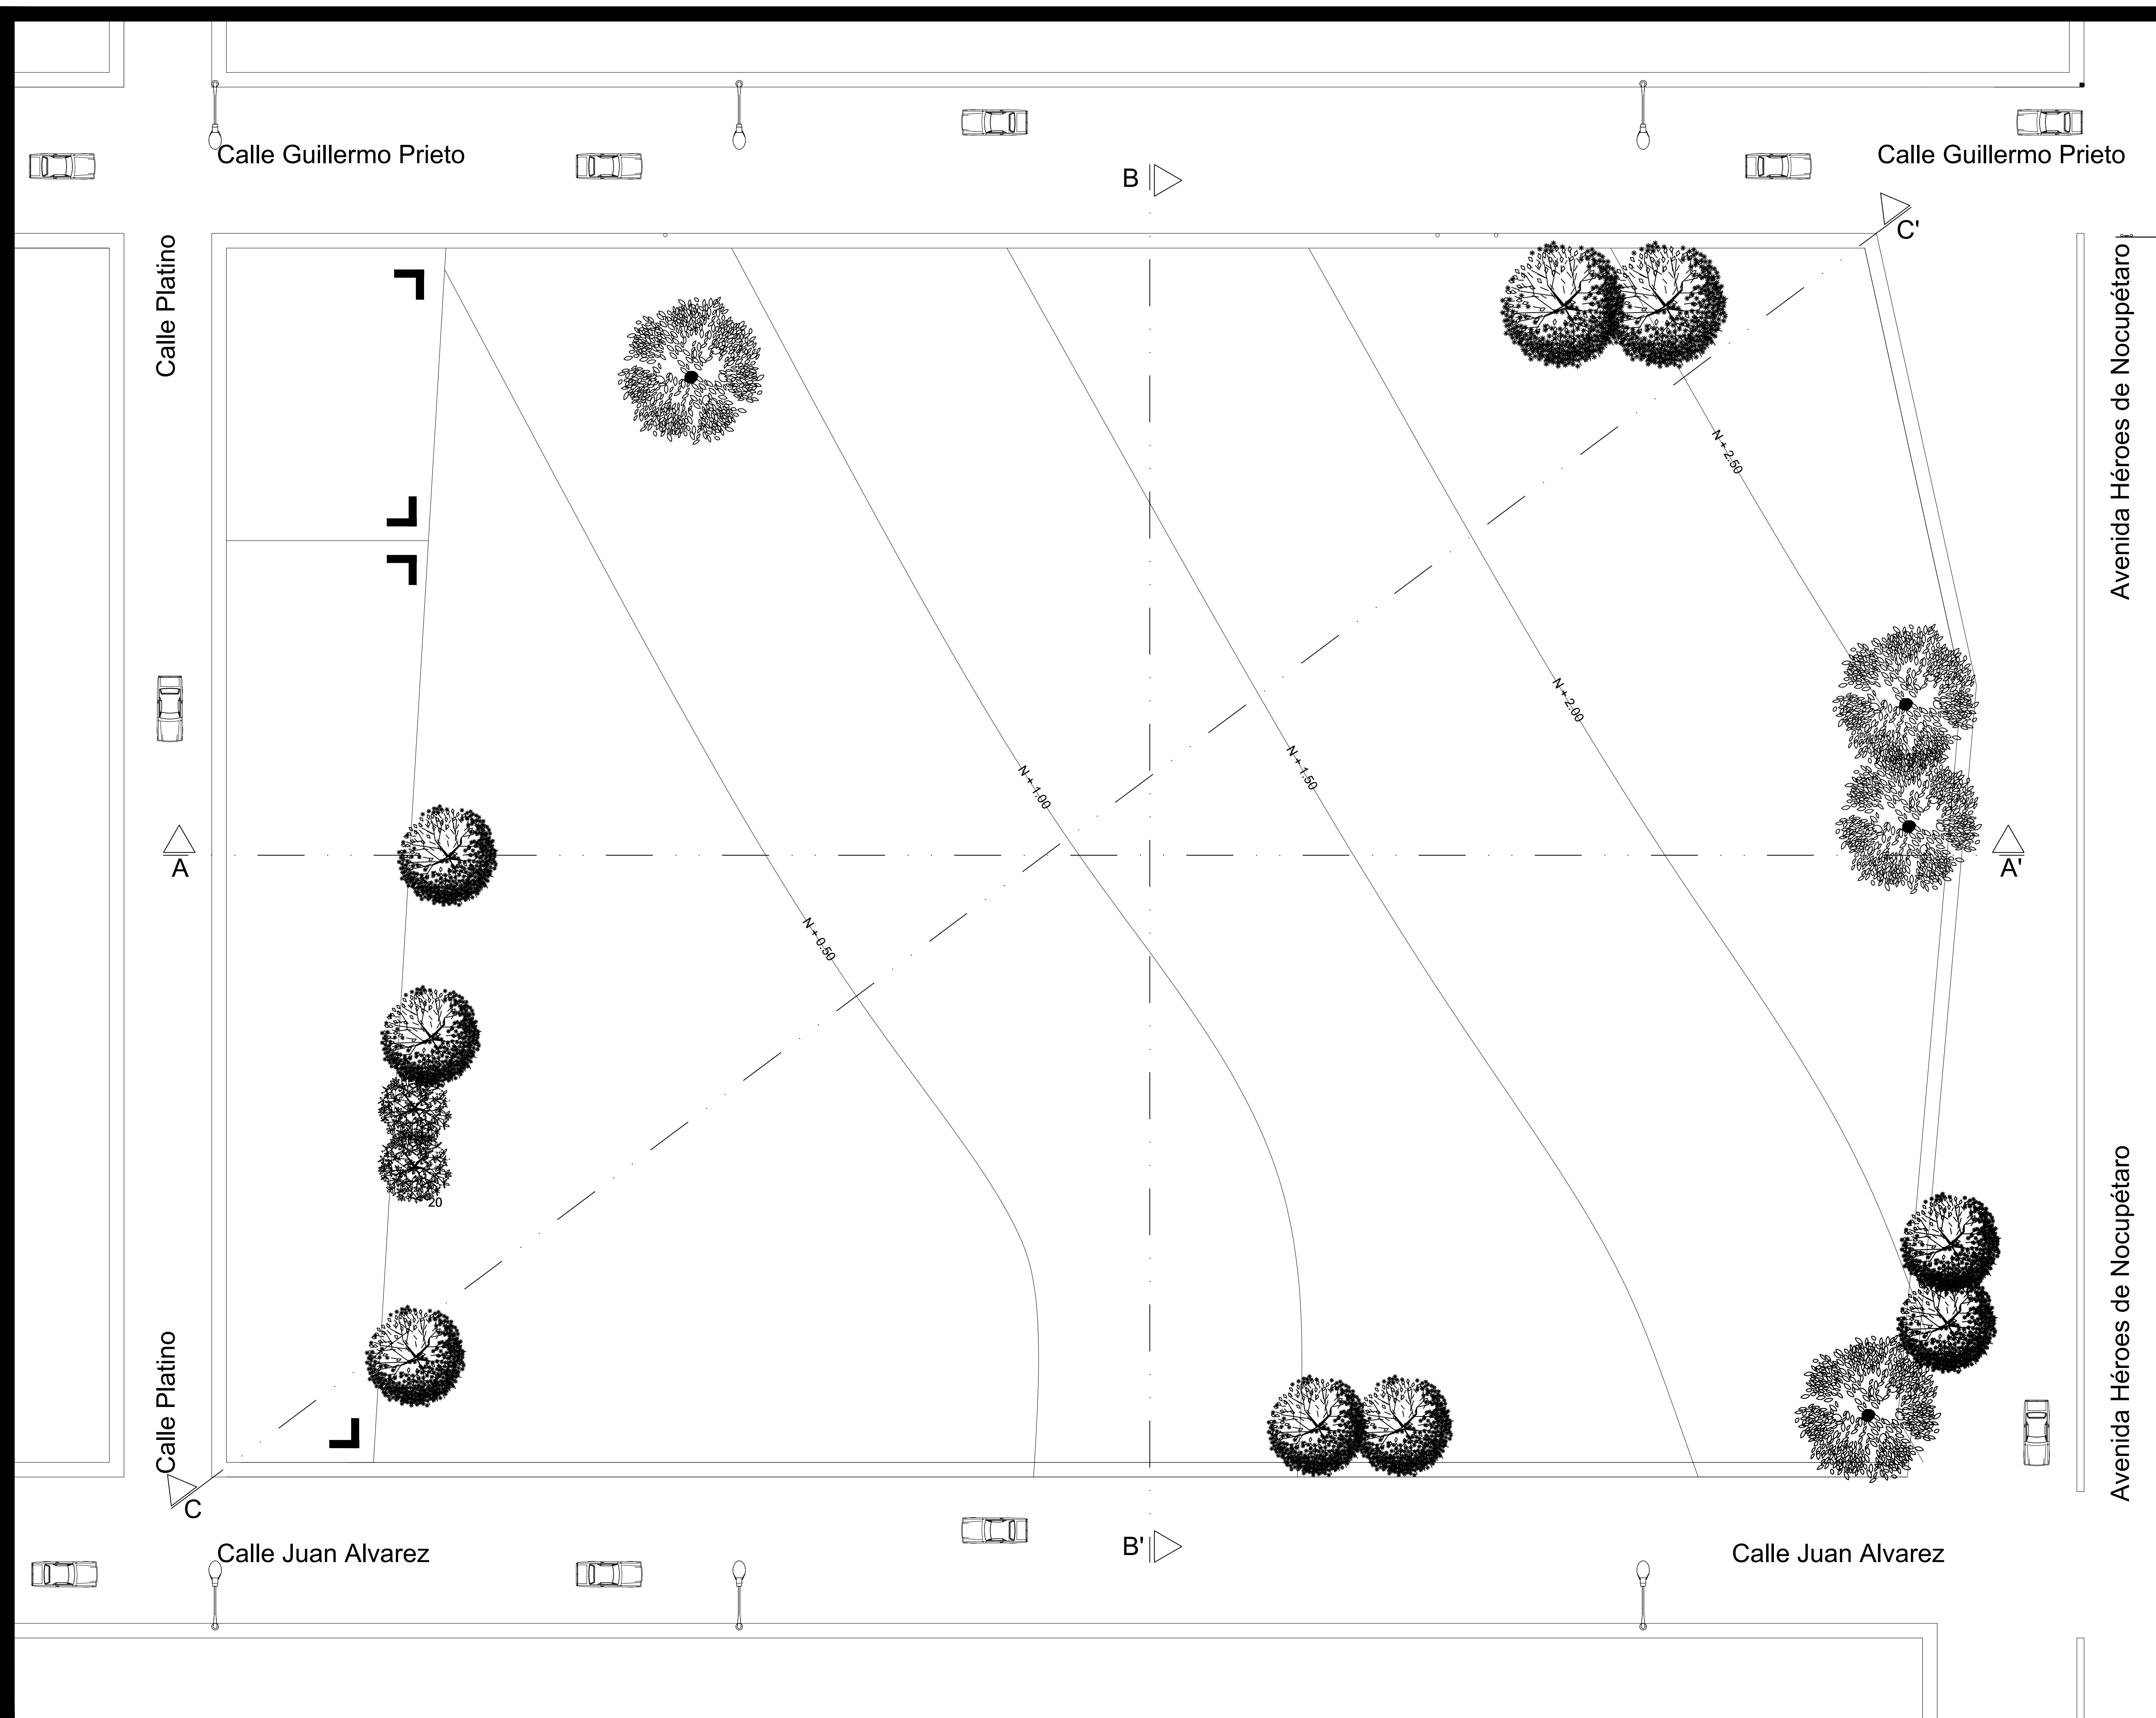 Calle Guillermo Prieto
Calle Guillermo Prieto
B
C'
Calle Platino
Avenida Héroes de Nocupétaro
N + 2.50
N + 2.00
N + 1.50
N + 1.00
A
A'
N + 0.50
20
Calle Platino
Avenida Héroes de Nocupétaro
C
B'
Calle Juan Alvarez
Calle Juan Alvarez